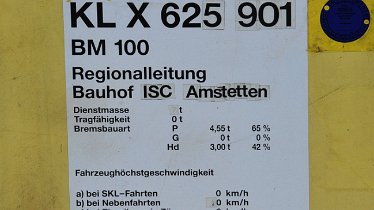 KL X 625 901
BM 100
Regionalleitung
Bauhof ISC Amstetten
Dienstmasse t
Tragfähigkeit 0 t
Bremsbauart P 4,55 t 65 %
G 0 t 0 %
Hd 3,00 t 42 %
Fahrzeughöchstgeschwindigkeit
a) bei SKL-Fahrten 0 km/h
b) bei Nebenfahrten 0 km/h